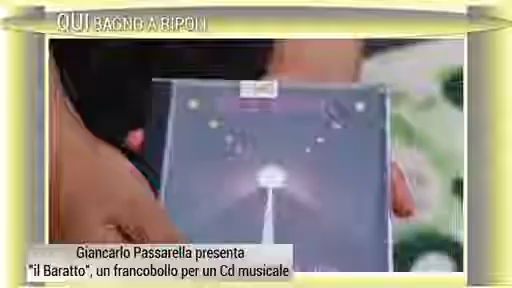 QUI BAGNO A RIPOLI
Giancarlo Passarella presenta
"il Baratto", un francobollo per un Cd musicale